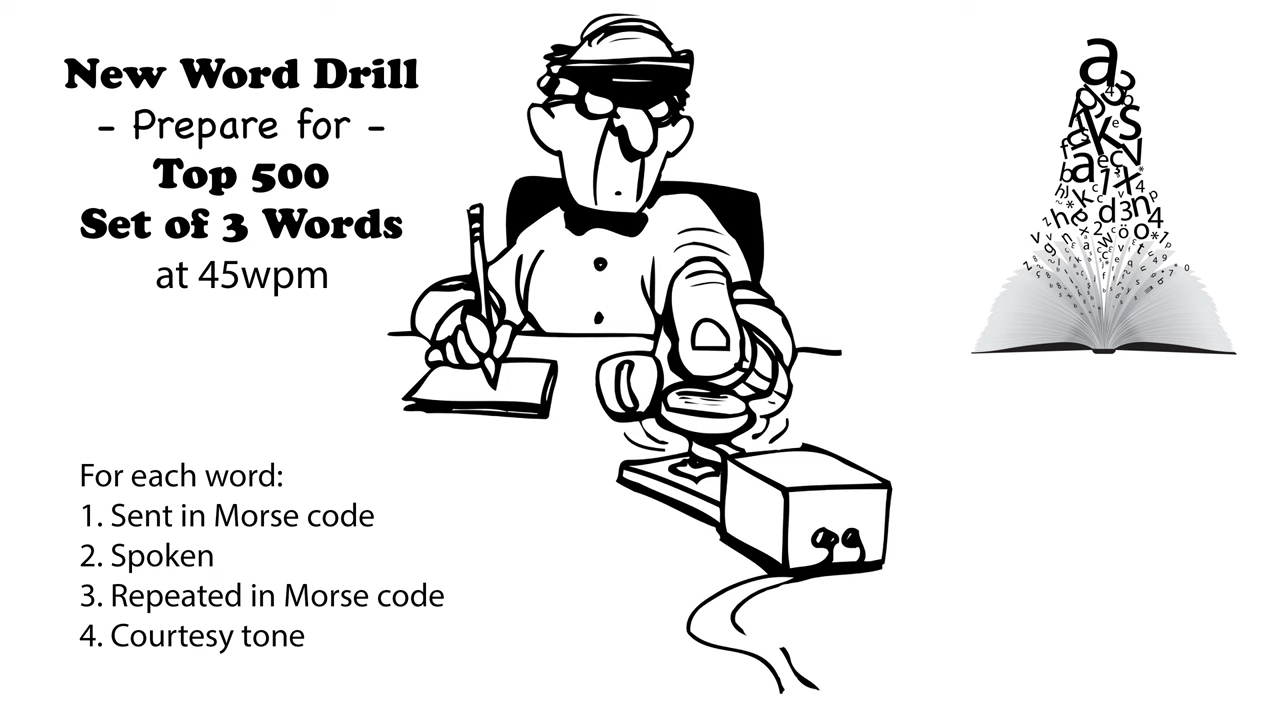 New Word Drill
- Prepare for -
Top 500
Set of 3 Words
at 45wpm
For each word:
1. Sent in Morse code
2. Spoken
3. Repeated in Morse code
4. Courtesy tone